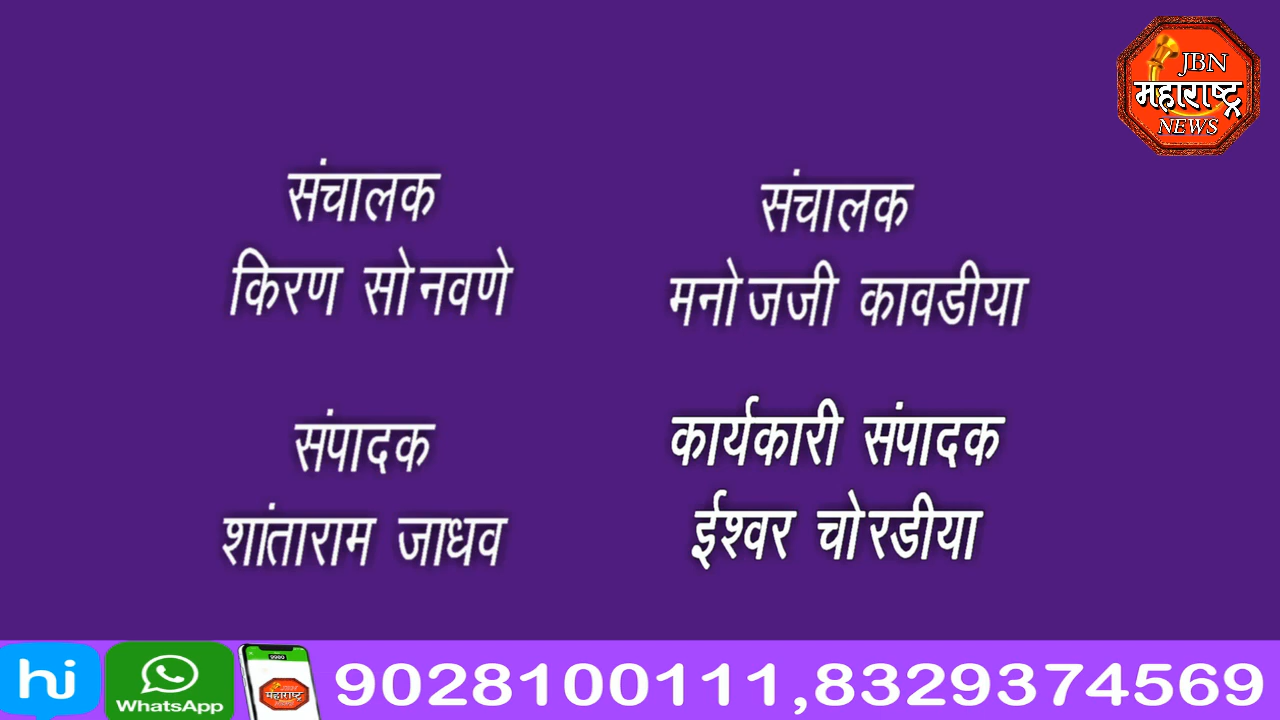 JBN
महाराष्ट्र
NEWS
संचालक
किरण सोनवणे
संचालक
मनोजजी कावडीया
संपादक
शांताराम जाधव
कार्यकारी संपादक
ईश्वर चोरडीया
hi
WhatsApp
महाराष्ट्र
9028100111,8329374569